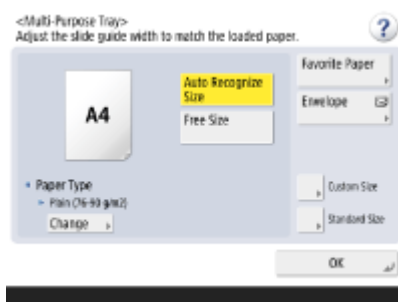 <Multi-Purpose Tray>
Adjust the slide guide width to match the loaded paper.
?
A4
Auto Recognize
Size
Free Size
Favorite Paper
Envelope
Paper Type
Plain (76-90 g/m2)
Change
Custom Size
Standard Size
OK